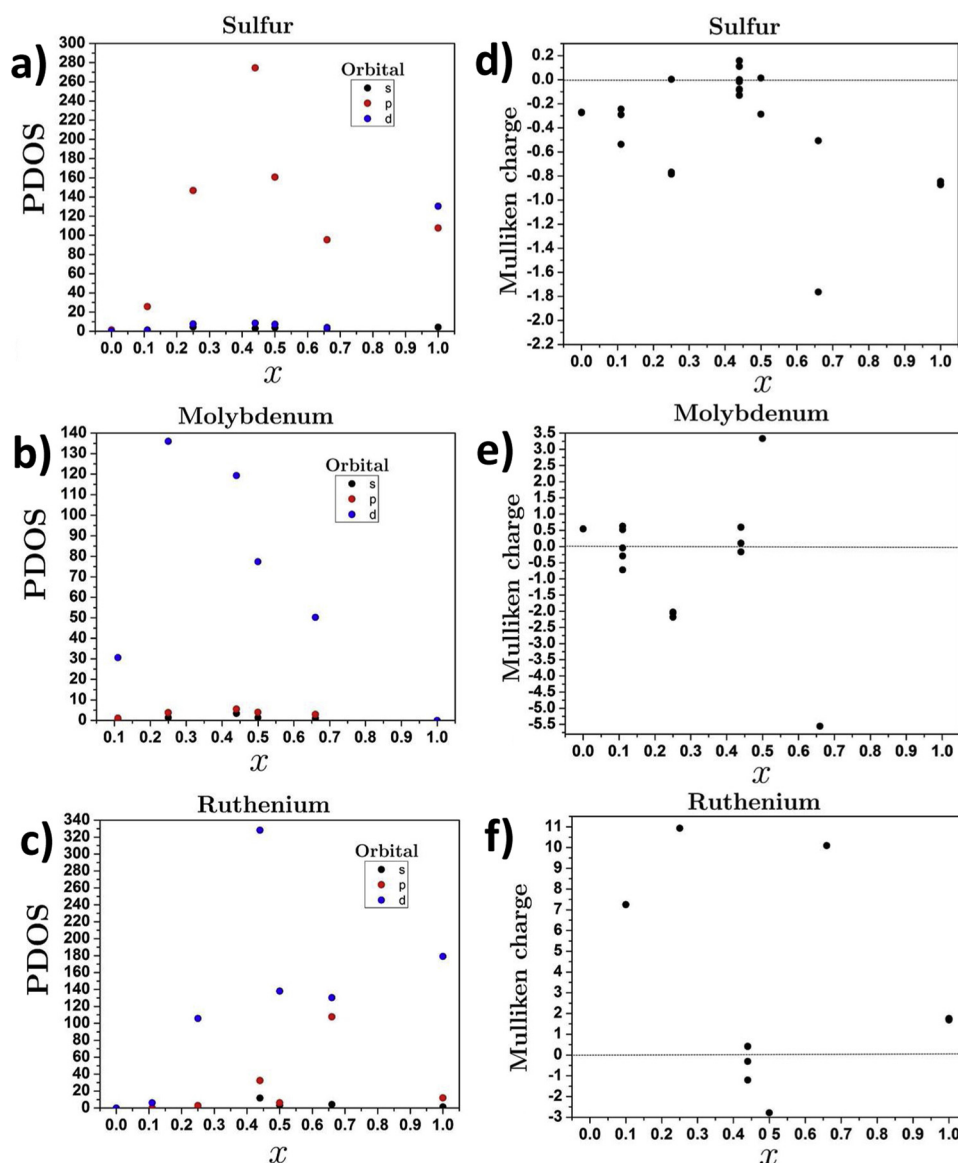 a)
Sulfur
PDOS
300
280
260
240
220
200
180
160
140
120
100
80
60
40
20
0
Orbital
s
p
d
0.0 0.1 0.2 0.3 0.4 0.5 0.6 0.7 0.8 0.9 1.0
x
d)
Sulfur
Mulliken charge
0.2
0.0
-0.2
-0.4
-0.6
-0.8
-1.0
-1.2
-1.4
-1.6
-1.8
-2.0
-2.2
0.0 0.1 0.2 0.3 0.4 0.5 0.6 0.7 0.8 0.9 1.0
x
b)
Molybdenum
PDOS
140
130
120
110
100
90
80
70
60
50
40
30
20
10
0
Orbital
s
p
d
0.1 0.2 0.3 0.4 0.5 0.6 0.7 0.8 0.9 1.0
x
e)
Molybdenum
Mulliken charge
3.5
3.0
2.5
2.0
1.5
1.0
0.5
0.0
-0.5
-1.0
-1.5
-2.0
-2.5
-3.0
-3.5
-4.0
-4.5
-5.0
-5.5
0.0 0.1 0.2 0.3 0.4 0.5 0.6 0.7 0.8 0.9 1.0
x
c)
Ruthenium
PDOS
340
320
300
280
260
240
220
200
180
160
140
120
100
80
60
40
20
0
Orbital
s
p
d
0.0 0.1 0.2 0.3 0.4 0.5 0.6 0.7 0.8 0.9 1.0
x
f)
Ruthenium
Mulliken charge
11
10
9
8
7
6
5
4
3
2
1
0
-1
-2
-3
0.0 0.1 0.2 0.3 0.4 0.5 0.6 0.7 0.8 0.9 1.0
x